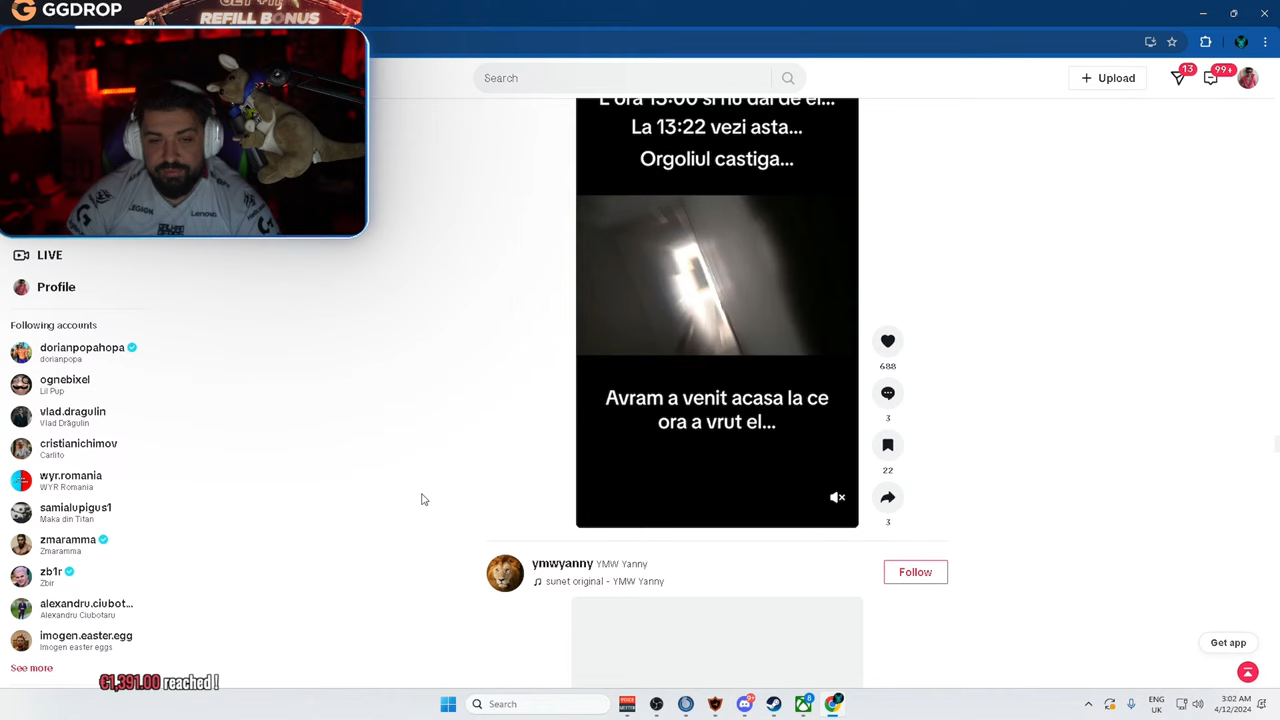 GGDROP
REFILL BONUS
Search
Upload
13
99+
L'ora 13:00 si nu dai de el...
La 13:22 vezi asta...
Orgoliul castiga...
LEGION
Lenovo
LIVE
Profile
Following accounts
dorianpopahopa
dorianpopa
ognebixel
Lil Pup
vlad.dragulin
Vlad Drăgulin
cristianichimov
Carlito
wyr.romania
WYR Romania
samialupigus1
Maka din Titan
zmaramma
Zmaramma
zb1r
Zbir
alexandru.ciubot...
Alexandru Ciubotaru
imogen.easter.egg
Imogen easter eggs
See more
€1,391.00 reached !
688
3
22
3
Avram a venit acasa la ce
ora a vrut el...
ymwyanny YMW Yanny
sunet original - YMW Yanny
Follow
Get app
Search
9+
8
ENG
UK
3:02 AM
4/12/2024